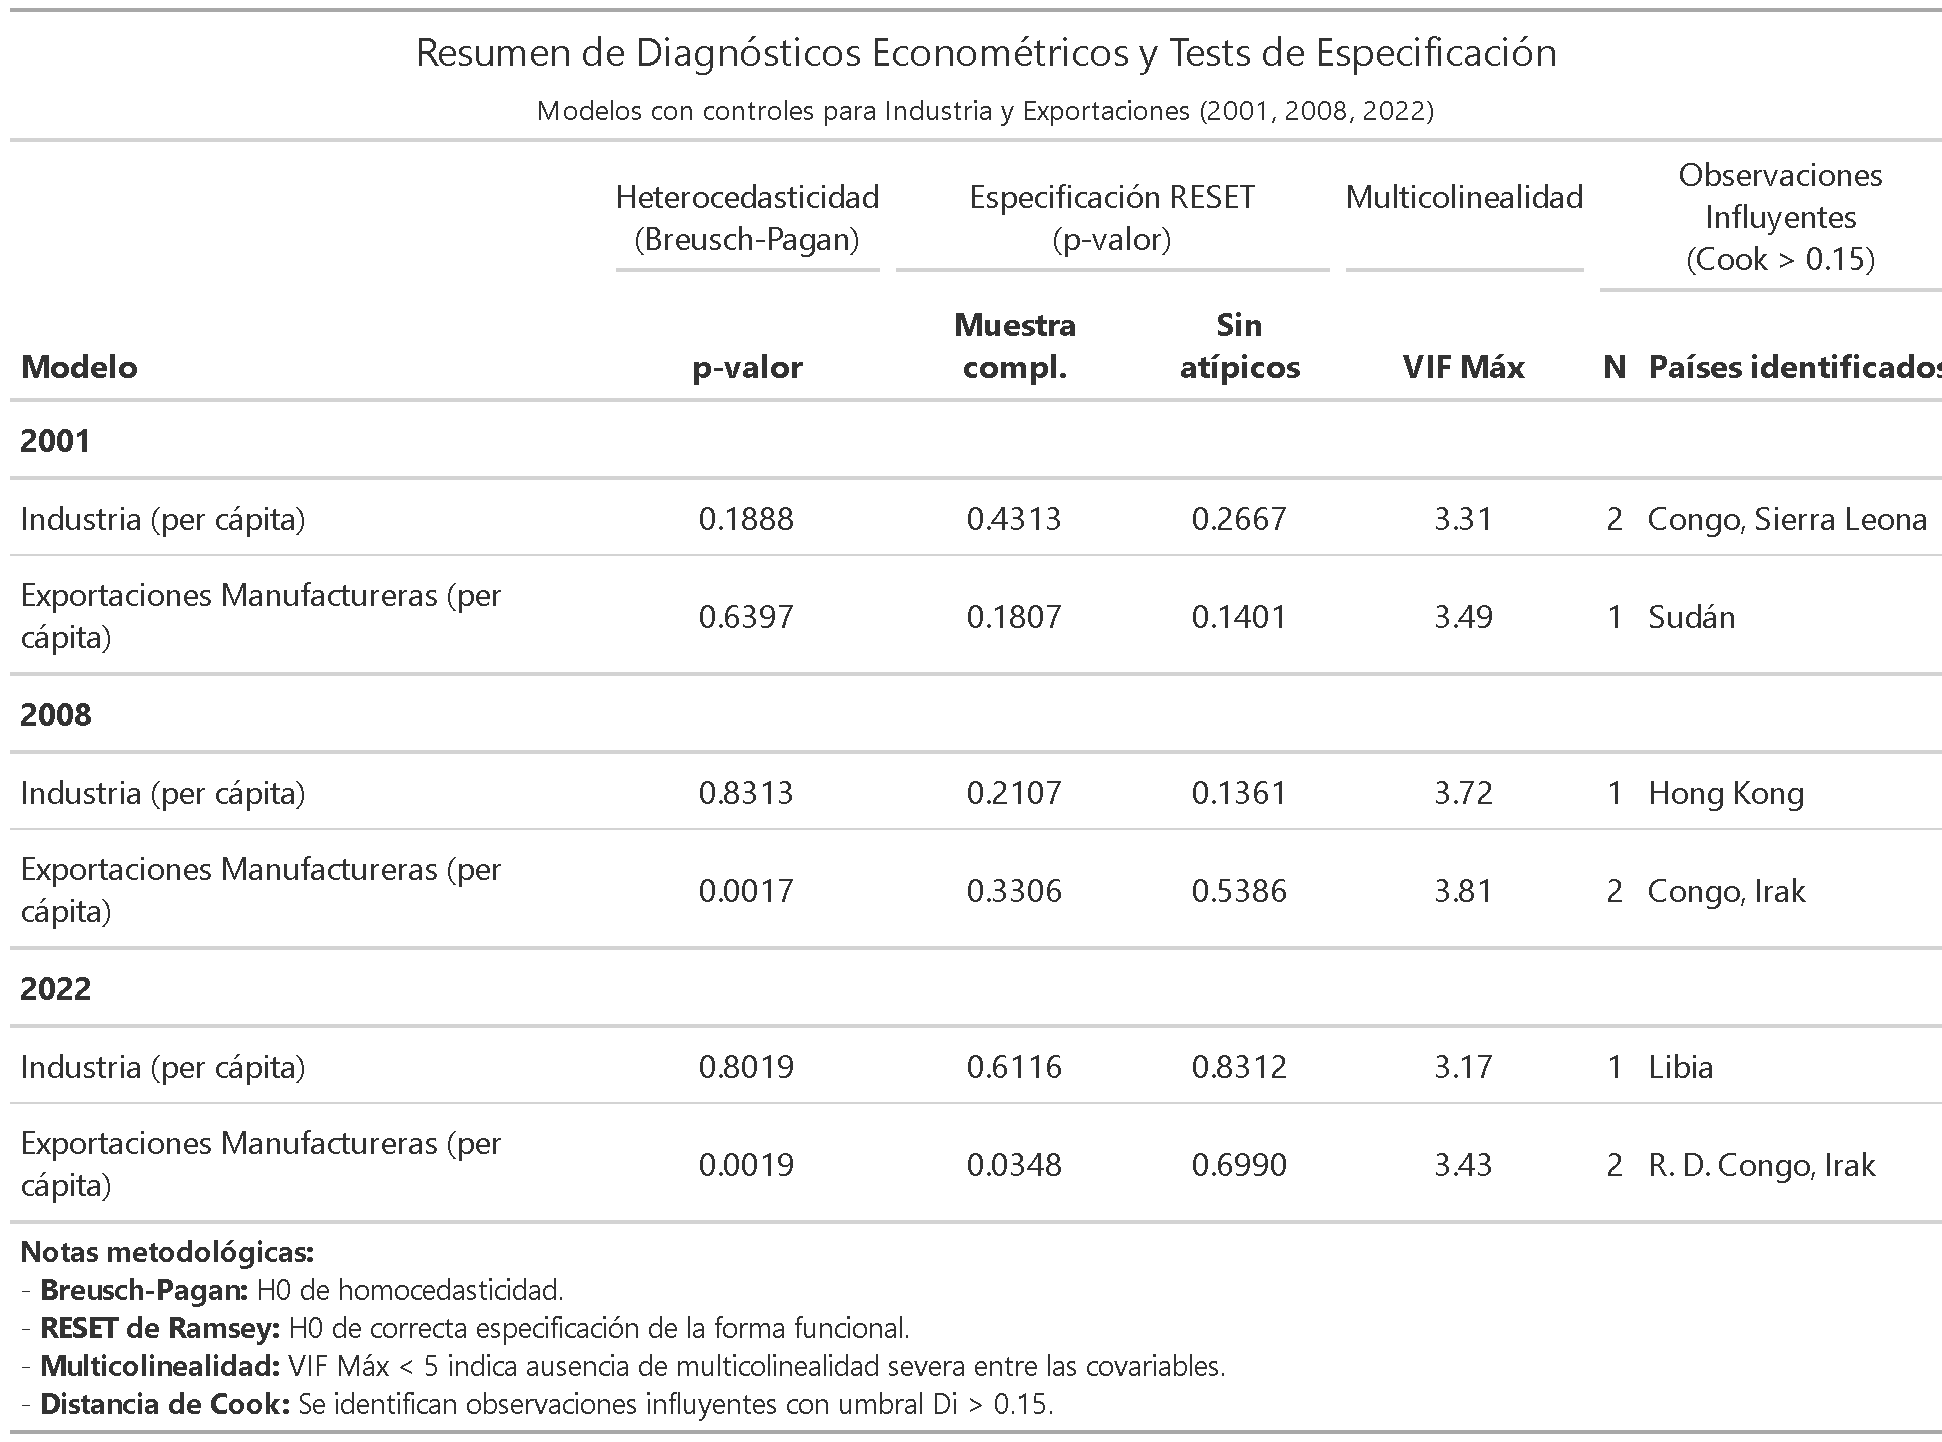 Resumen de Diagnósticos Econométricos y Tests de Especificación
Modelos con controles para Industria y Exportaciones (2001, 2008, 2022)
Heterocedasticidad
(Breusch-Pagan)
Especificación RESET
(p-valor)
Multicolinealidad
Observaciones
Influyentes
(Cook > 0.15)
Modelo
p-valor
Muestra
compl.
Sin
atípicos
VIF Máx
N
Países identificados
2001
Industria (per cápita) 0.1888 0.4313 0.2667 3.31 2 Congo, Sierra Leona
Exportaciones Manufactureras (per
cápita)
0.6397 0.1807 0.1401 3.49 1 Sudán
2008
Industria (per cápita) 0.8313 0.2107 0.1361 3.72 1 Hong Kong
Exportaciones Manufactureras (per
cápita)
0.0017 0.3306 0.5386 3.81 2 Congo, Irak
2022
Industria (per cápita) 0.8019 0.6116 0.8312 3.17 1 Libia
Exportaciones Manufactureras (per
cápita)
0.0019 0.0348 0.6990 3.43 2 R. D. Congo, Irak
Notas metodológicas:
- Breusch-Pagan: H0 de homocedasticidad.
- RESET de Ramsey: H0 de correcta especificación de la forma funcional.
- Multicolinealidad: VIF Máx < 5 indica ausencia de multicolinealidad severa entre las covariables.
- Distancia de Cook: Se identifican observaciones influyentes con umbral Di > 0.15.